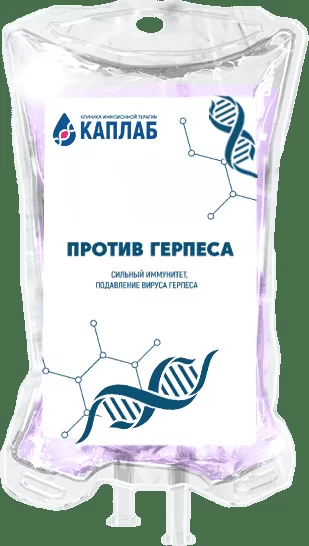 КЛИНИКА ИНФУЗИОННОЙ ТЕРАПИИ
КАПЛАБ
ПРОТИВ ГЕРПЕСА
СИЛЬНЫЙ ИММУНИТЕТ,
ПОДАВЛЕНИЕ ВИРУСА ГЕРПЕСА